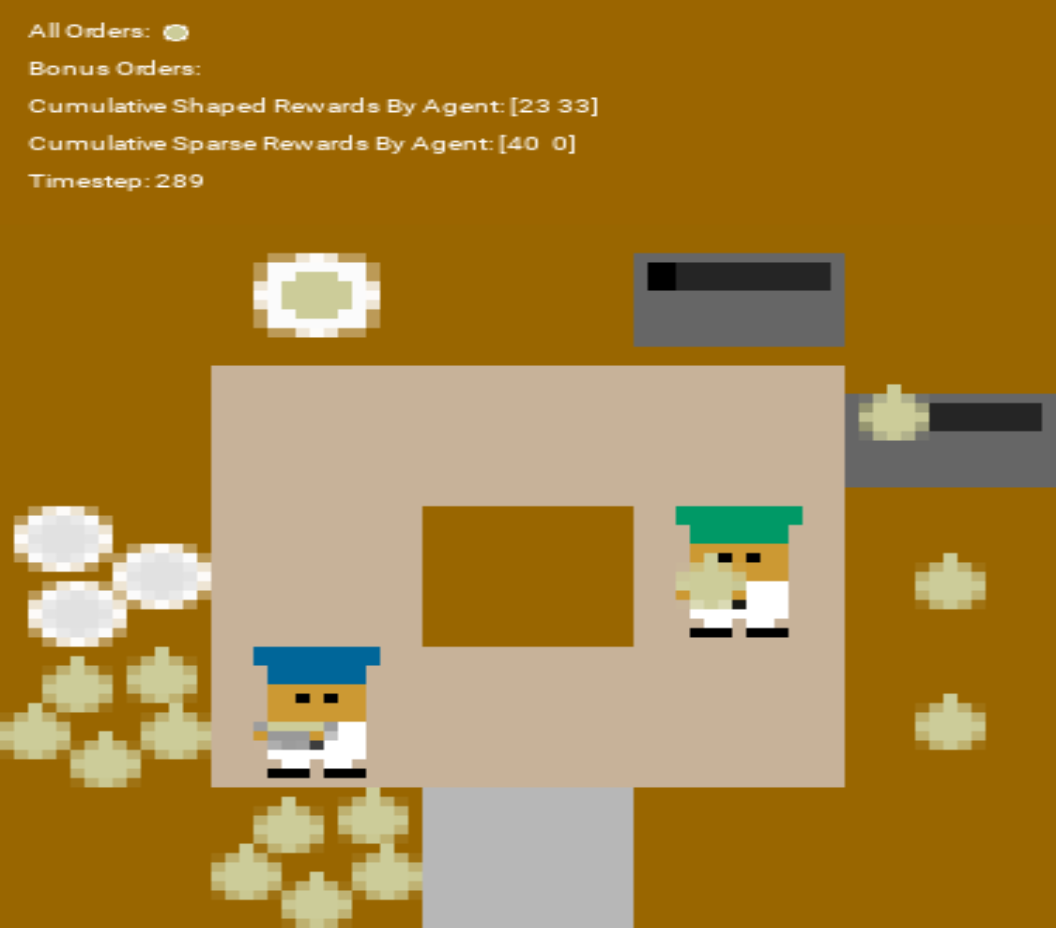 All Orders:
Bonus Orders:
Cumulative Shaped Rewards By Agent: [23 33]
Cumulative Sparse Rewards By Agent: [40  0]
Timestep: 289